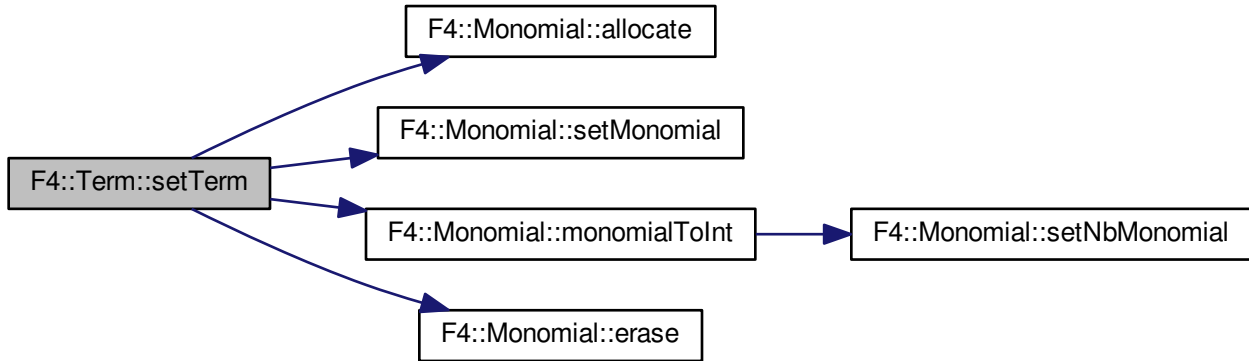 F4::Monomial::allocate
F4::Monomial::setMonomial
F4::Term::setTerm
F4::Monomial::monomialToInt
F4::Monomial::setNbMonomial
F4::Monomial::erase